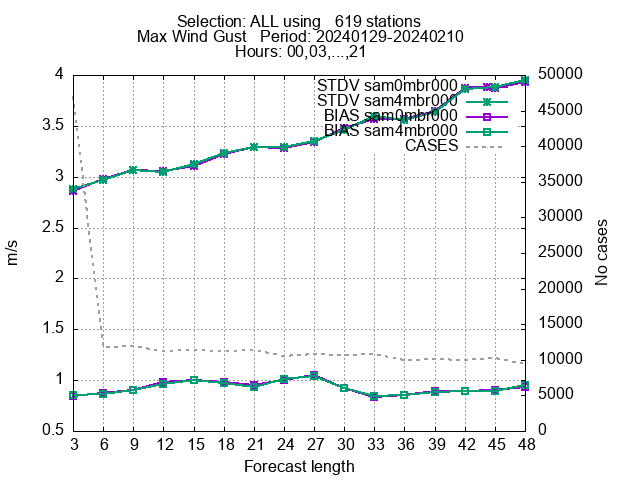 Selection: ALL using   619 stations
Max Wind Gust   Period: 20240129-20240210
Hours: 00,03,...,21
STDV sam0mbr000
STDV sam4mbr000
BIAS sam0mbr000
BIAS sam4mbr000
CASES
4
3.5
3
2.5
2
1.5
1
0.5
m/s
50000
45000
40000
35000
30000
25000
20000
15000
10000
5000
0
No cases
3 6 9 12 15 18 21 24 27 30 33 36 39 42 45 48
Forecast length